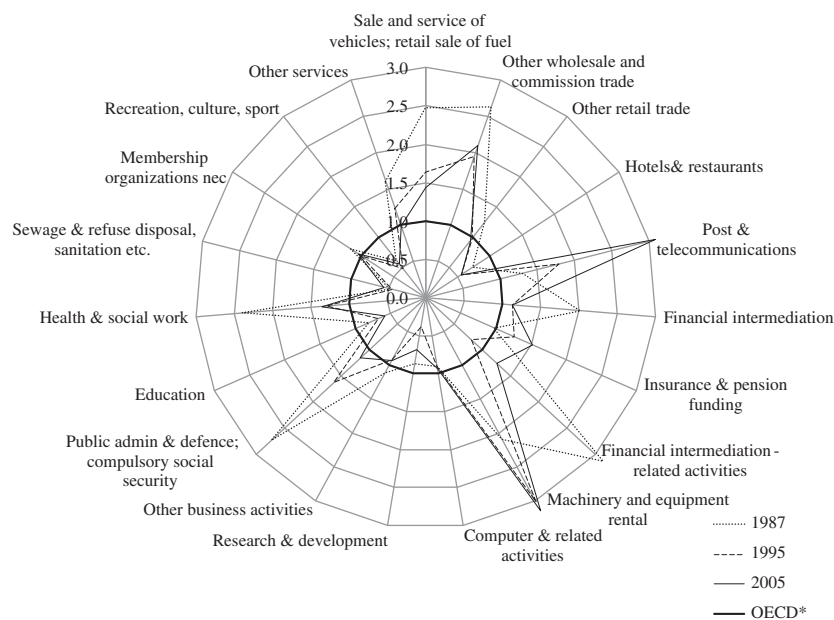 Sale and service of
vehicles; retail sale of fuel
Other wholesale and
commission trade
Other retail trade
Hotels& restaurants
Post &
telecommunications
Financial intermediation
Insurance & pension
funding
Financial intermediation -
related activities
Machinery and equipment
rental
Computer & related
activities
Research & development
Other business activities
Public admin & defence;
compulsory social
security
Education
Health & social work
Sewage & refuse disposal,
sanitation etc.
Membership
organizations nec
Recreation, culture, sport
Other services
3.0
2.5
2.0
1.5
1.0
0.5
0.0
1987
1995
2005
OECD*